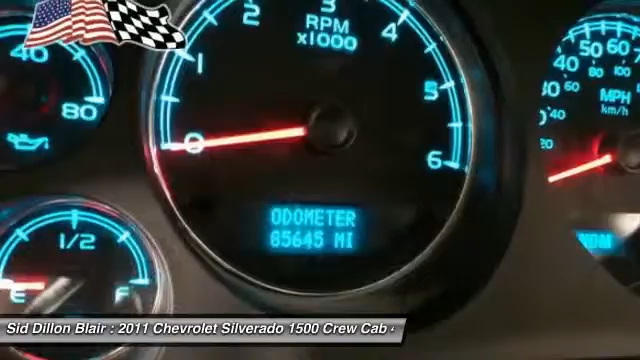 40
80
1
2
3
4
5
6
0
RPM
x1000
ODOMETER
85645 MI
1/2
E
F
50
60
40
80
100
60
40
20
MPH
km/h
Sid Dillon Blair : 2011 Chevrolet Silverado 1500 Crew Cab